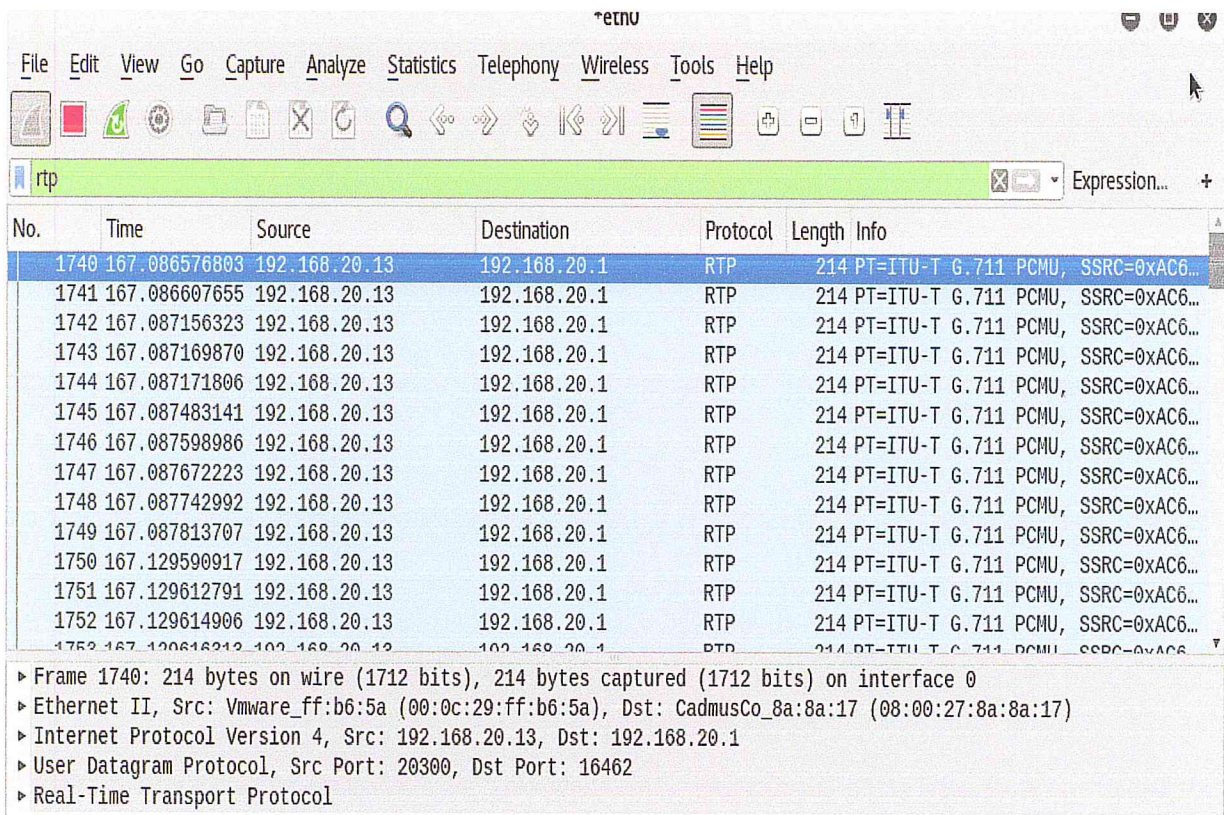 *eth0
File Edit View Go Capture Analyze Statistics Telephony Wireless Tools Help
rtp Expression... +
No. Time Source Destination Protocol Length Info
1740 167.086576803 192.168.20.13 192.168.20.1 RTP 214 PT=ITU-T G.711 PCMU, SSRC=0xAC6…
1741 167.086607655 192.168.20.13 192.168.20.1 RTP 214 PT=ITU-T G.711 PCMU, SSRC=0xAC6…
1742 167.087156323 192.168.20.13 192.168.20.1 RTP 214 PT=ITU-T G.711 PCMU, SSRC=0xAC6…
1743 167.087169870 192.168.20.13 192.168.20.1 RTP 214 PT=ITU-T G.711 PCMU, SSRC=0xAC6…
1744 167.087171806 192.168.20.13 192.168.20.1 RTP 214 PT=ITU-T G.711 PCMU, SSRC=0xAC6…
1745 167.087483141 192.168.20.13 192.168.20.1 RTP 214 PT=ITU-T G.711 PCMU, SSRC=0xAC6…
1746 167.087598986 192.168.20.13 192.168.20.1 RTP 214 PT=ITU-T G.711 PCMU, SSRC=0xAC6…
1747 167.087672223 192.168.20.13 192.168.20.1 RTP 214 PT=ITU-T G.711 PCMU, SSRC=0xAC6…
1748 167.087742992 192.168.20.13 192.168.20.1 RTP 214 PT=ITU-T G.711 PCMU, SSRC=0xAC6…
1749 167.087813707 192.168.20.13 192.168.20.1 RTP 214 PT=ITU-T G.711 PCMU, SSRC=0xAC6…
1750 167.129590917 192.168.20.13 192.168.20.1 RTP 214 PT=ITU-T G.711 PCMU, SSRC=0xAC6…
1751 167.129612791 192.168.20.13 192.168.20.1 RTP 214 PT=ITU-T G.711 PCMU, SSRC=0xAC6…
1752 167.129614906 192.168.20.13 192.168.20.1 RTP 214 PT=ITU-T G.711 PCMU, SSRC=0xAC6…
1753 192.168.20.13 192.168.20.1 RTP 214 PT=ITU-T G.711 PCMU, SSRC=0xAC6
Frame 1740: 214 bytes on wire (1712 bits), 214 bytes captured (1712 bits) on interface 0
Ethernet II, Src: Vmware_ff:b6:5a (00:0c:29:ff:b6:5a), Dst: CadmusCo_8a:8a:17 (08:00:27:8a:8a:17)
Internet Protocol Version 4, Src: 192.168.20.13, Dst: 192.168.20.1
User Datagram Protocol, Src Port: 20300, Dst Port: 16462
Real-Time Transport Protocol